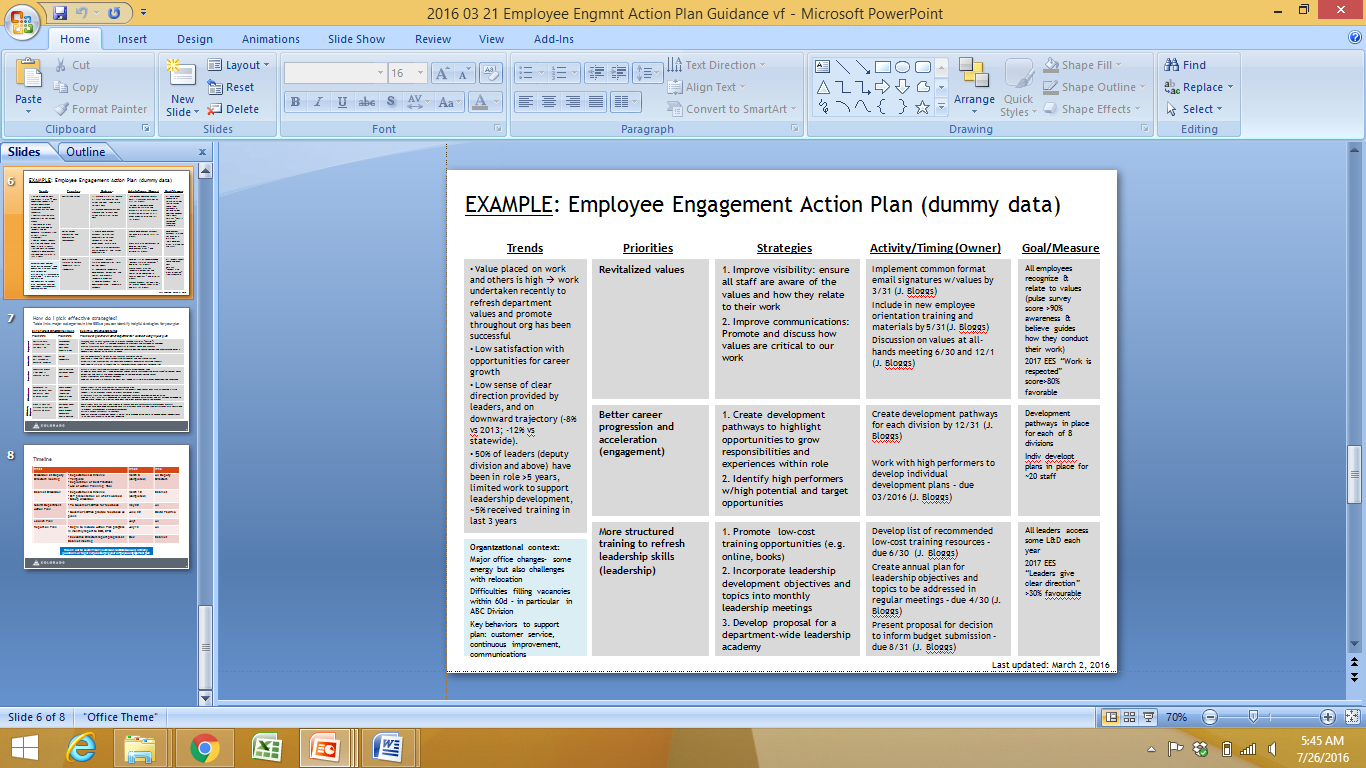 2016 03 21 Employee Engmnt Action Plan Guidance vf - Microsoft PowerPoint
Home Insert Design Animations Slide Show Review View Add-Ins
Paste
Cut
Copy
Format Painter
Clipboard
New Slide
Layout
Reset
Delete
Slides
16
B I U abc S AV Aa A
Font
Text Direction
Align Text
Convert to SmartArt
Paragraph
Arrange
Quick Styles
Shape Fill
Shape Outline
Shape Effects
Drawing
Find
Replace
Select
Editing
Slides Outline x
6
EXAMPLE: Employee Engagement Action Plan (dummy data)
7
How do I pick effective strategies?
8
Timeline
EXAMPLE: Employee Engagement Action Plan (dummy data)
Trends
• Value placed on work
and others is high → work
undertaken recently to
refresh department
values and promote
throughout org has been
successful
• Low satisfaction with
opportunities for career
growth
• Low sense of clear
direction provided by
leaders, and on
downward trajectory (-8%
vs 2013; -12% vs
statewide).
• 50% of leaders (deputy
division and above) have
been in role >5 years,
limited work to support
leadership development,
~5% received training in
last 3 years
Organizational context:
Major office changes- some
energy but also challenges
with relocation
Difficulties filling vacancies
within 60d - in particular in
ABC Division
Key behaviors to support
plan: customer service,
continuous improvement,
communications
Priorities
Revitalized values
Better career
progression and
acceleration
(engagement)
More structured
training to refresh
leadership skills
(leadership)
Strategies
1. Improve visibility: ensure
all staff are aware of the
values and how they relate
to their work
2. Improve communications:
Promote and discuss how
values are critical to our
work
1. Create development
pathways to highlight
opportunities to grow
responsibilities and
experiences within role
2. Identify high performers
w/high potential and target
opportunities
1. Promote low-cost
training opportunities (e.g.
online, books)
2. Incorporate leadership
development objectives and
topics into monthly
leadership meetings
3. Develop proposal for a
department-wide leadership
academy
Activity/Timing (Owner)
Implement common format
email signatures w/values by
3/31 (J. Bloggs)
Include in new employee
orientation training and
materials by 5/31(J. Bloggs)
Discussion on values at all-
hands meeting 6/30 and 12/1
(J. Bloggs)
Create development pathways
for each division by 12/31 (J.
Bloggs)
Work with high performers to
develop individual
development plans - due
03/2016 (J. Bloggs)
Develop list of recommended
low-cost training resources -
due 6/30 (J. Bloggs)
Create annual plan for
leadership objectives and
topics to be addressed in
regular meetings - due 4/30 (J.
Bloggs)
Present proposal for decision
to inform budget submission -
due 8/31 (J. Bloggs)
Goal/Measure
All employees
recognize &
relate to values
(pulse survey
score >90%
awareness &
believe guides
how they conduct
their work)
2017 EES "Work is
respected"
score>80%
favorable
Development
pathways in place
for each of 8
divisions
Indiv developt
plans in place for
~20 staff
All leaders access
some L&D each
year
2017 EES
"Leaders give
clear direction"
>30% favourable
Last updated: March 2, 2016
Slide 6 of 8 "Office Theme" 70%
5:45 AM
7/26/2016